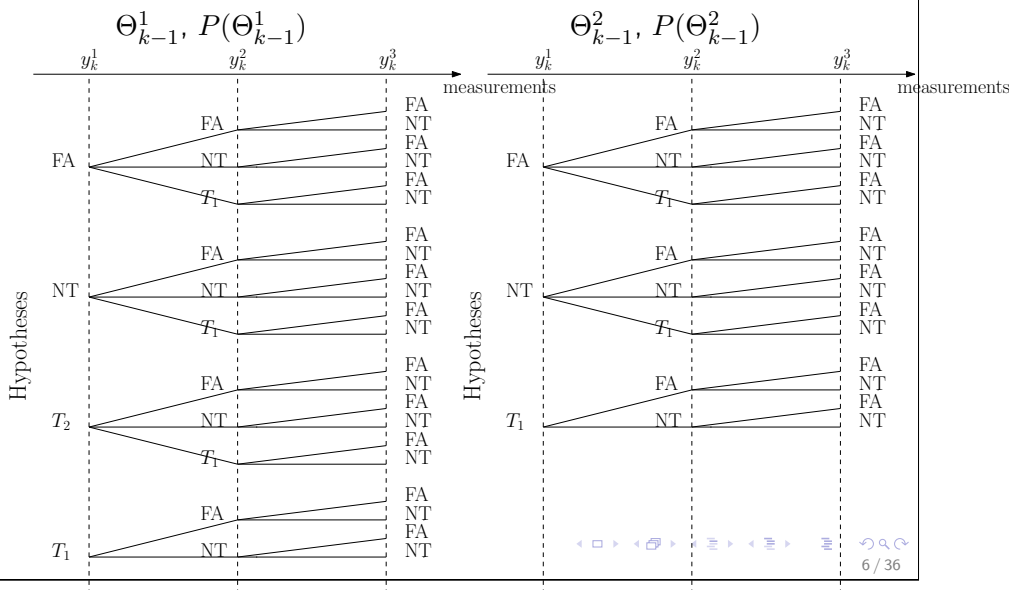 Θ¹ₖ₋₁, P(Θ¹ₖ₋₁)
y¹ₖ y²ₖ y³ₖ
measurements
FA
FA
NT
FA
FA
NT
NT
FA
T₁
NT
FA
FA
NT
FA
NT
NT
NT
FA
T₁
NT
Hypotheses
FA
FA
NT
FA
T₂
NT
NT
FA
T₁
NT
FA
FA
NT
FA
T₁
NT
NT
Θ²ₖ₋₁, P(Θ²ₖ₋₁)
y¹ₖ y²ₖ y³ₖ
measurements
FA
FA
NT
FA
FA
NT
NT
FA
T₁
NT
FA
FA
NT
FA
NT
NT
NT
FA
T₁
NT
Hypotheses
FA
FA
NT
FA
T₁
NT
NT
6 / 36